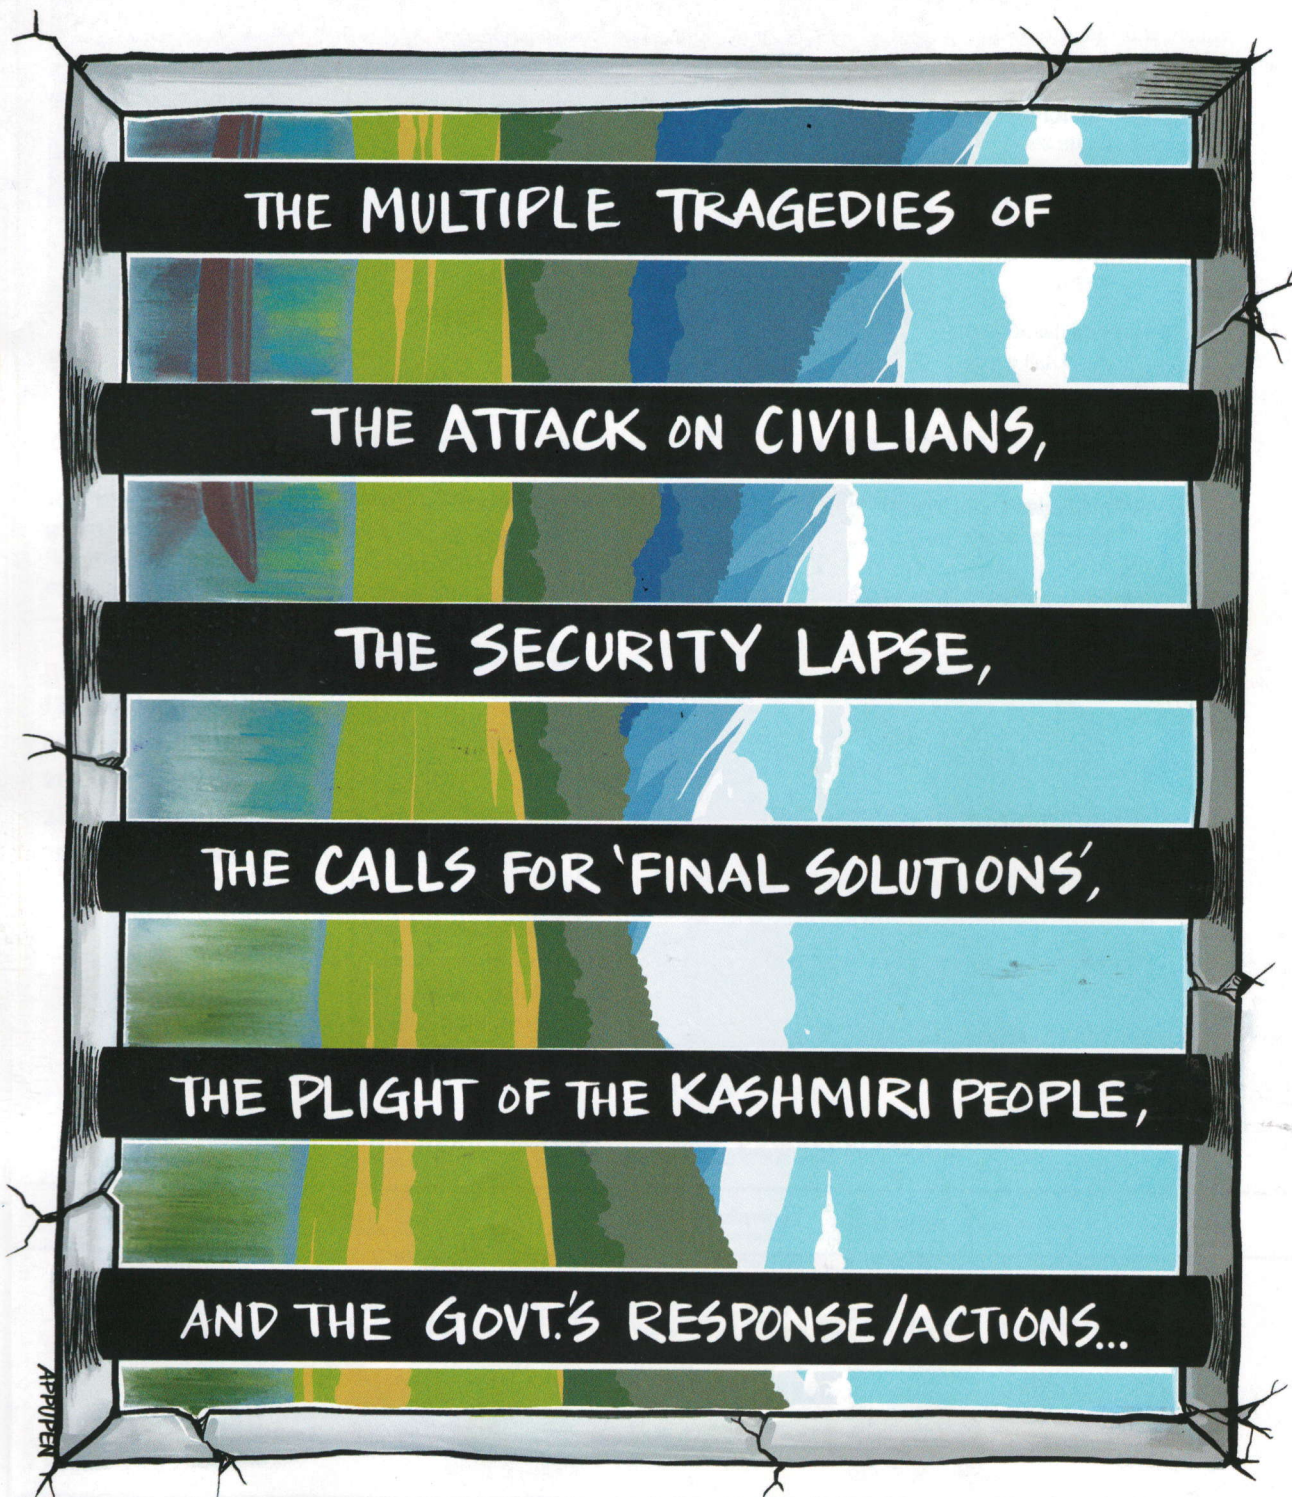 THE MULTIPLE TRAGEDIES OF
THE ATTACK ON CIVILIANS,
THE SECURITY LAPSE,
THE CALLS FOR 'FINAL SOLUTIONS',
THE PLIGHT OF THE KASHMIRI PEOPLE,
AND THE GOVT.'S RESPONSE/ACTIONS...
APPUPEN